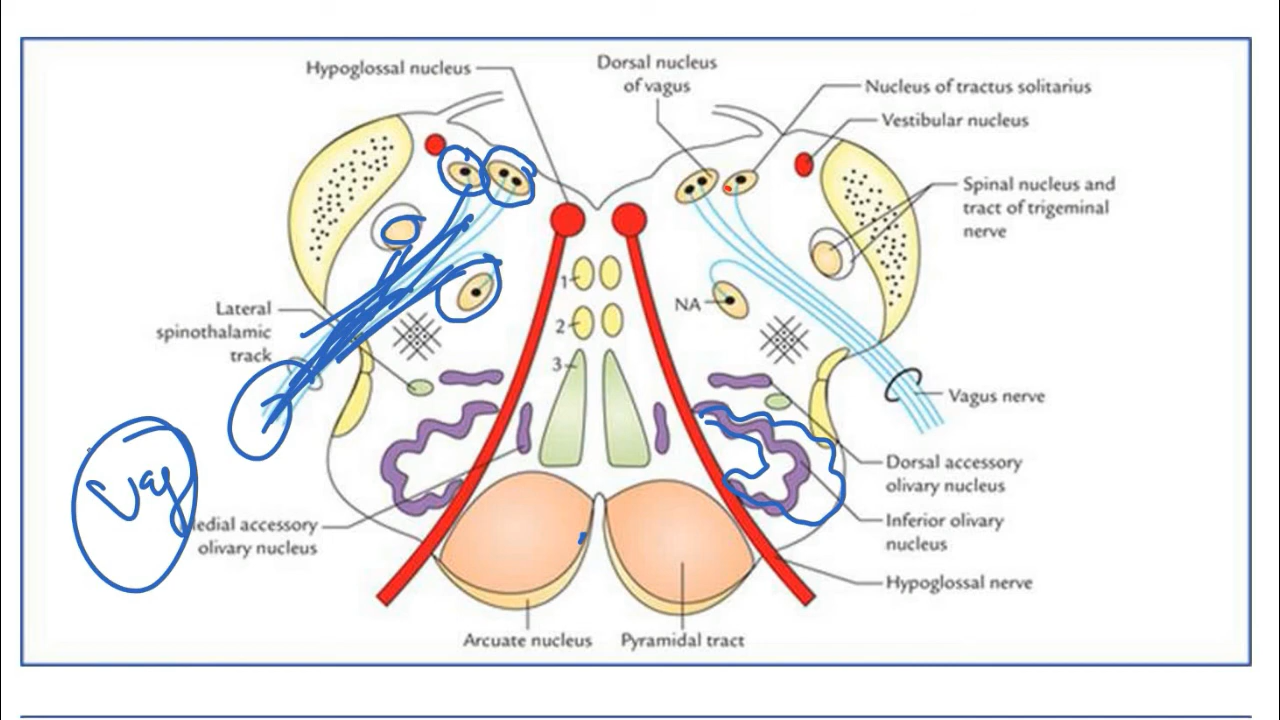 Hypoglossal nucleus
Dorsal nucleus
of vagus
Nucleus of tractus solitarius
Vestibular nucleus
Spinal nucleus and
tract of trigeminal
nerve
1
2
3
NA
Lateral
spinothalamic
track
Vagus nerve
Vag
edial accessory
olivary nucleus
Dorsal accessory
olivary nucleus
Inferior olivary
nucleus
Hypoglossal nerve
Arcuate nucleus
Pyramidal tract